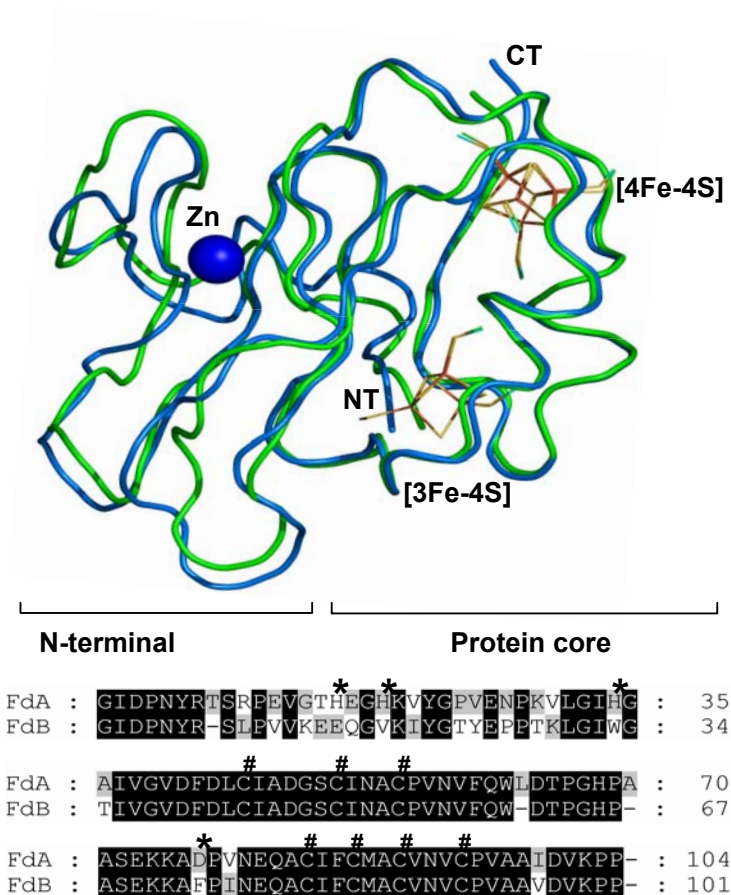 CT
[4Fe-4S]
Zn
NT
[3Fe-4S]
N-terminal Protein core
* * *
FdA : GIDPNYRTSRPEVGTHEGHKVYGPVENPKVLGIHG : 35
FdB : GIDPNYR-SLPVVKEEQGVKIYGTYEPPTKLGIWG : 34
# # #
FdA : AIVGVDFDLCIADGSCINACPVNVFQWLDTPGHPA : 70
FdB : TIVGVDFDLCIADGSCINACPVNVFQW-DTPGHP- : 67
* # # # #
FdA : ASEKKADPVNEQACIFCMACVNVCPVAAIDVKPP- : 104
FdB : ASEKKAFPINEQACIFCMACVNVCPVAAVDVKPP- : 101